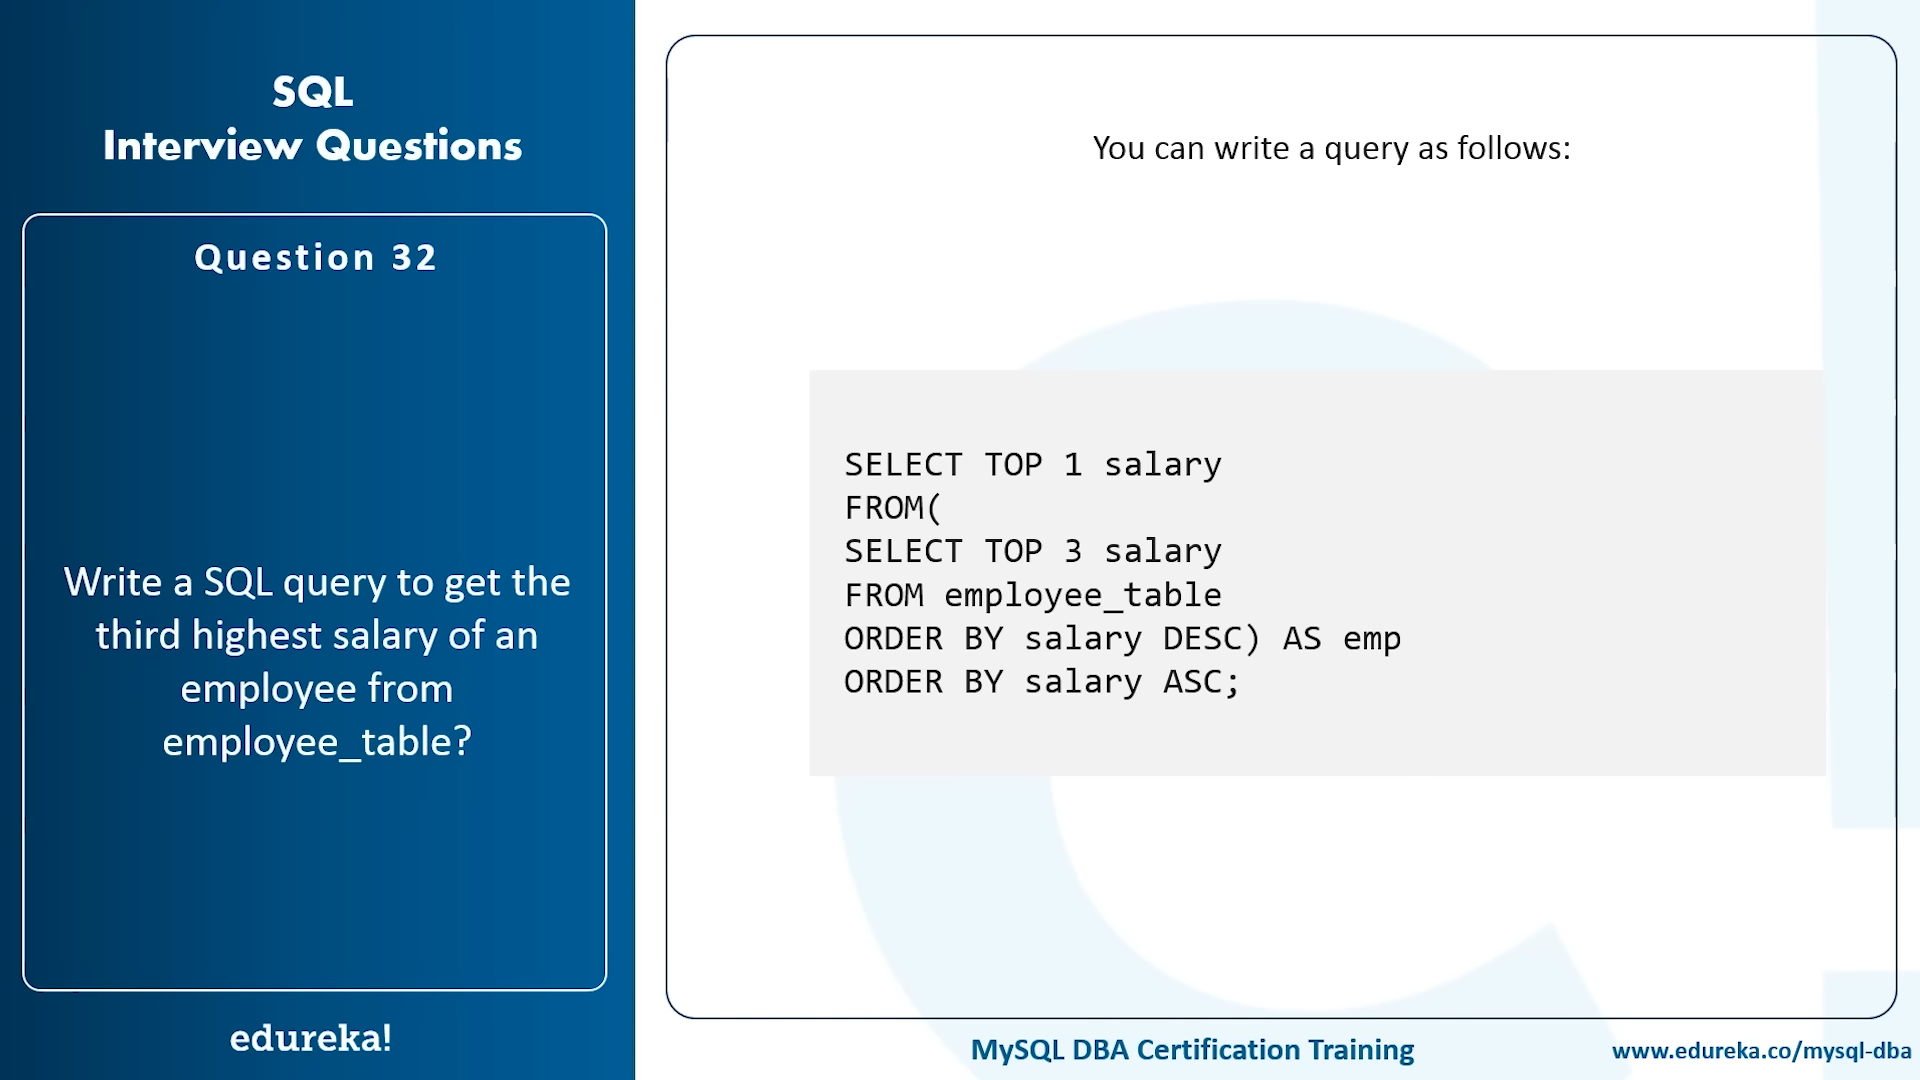 SQL
Interview Questions
Question 32
Write a SQL query to get the
third highest salary of an
employee from
employee_table?
edureka!
You can write a query as follows:
SELECT TOP 1 salary
FROM(
SELECT TOP 3 salary
FROM employee_table
ORDER BY salary DESC) AS emp
ORDER BY salary ASC;
MySQL DBA Certification Training
www.edureka.co/mysql-dba